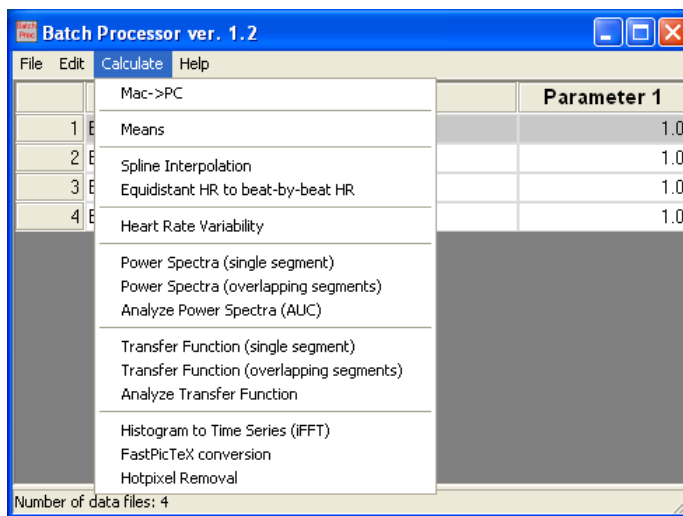 Batch Proc
Batch Processor ver. 1.2
File Edit Calculate Help
Parameter 1
Mac->PC
Means
Spline Interpolation
Equidistant HR to beat-by-beat HR
Heart Rate Variability
Power Spectra (single segment)
Power Spectra (overlapping segments)
Analyze Power Spectra (AUC)
Transfer Function (single segment)
Transfer Function (overlapping segments)
Analyze Transfer Function
Histogram to Time Series (iFFT)
FastPicTeX conversion
Hotpixel Removal
1 1.0
2 1.0
3 1.0
4 1.0
Number of data files: 4